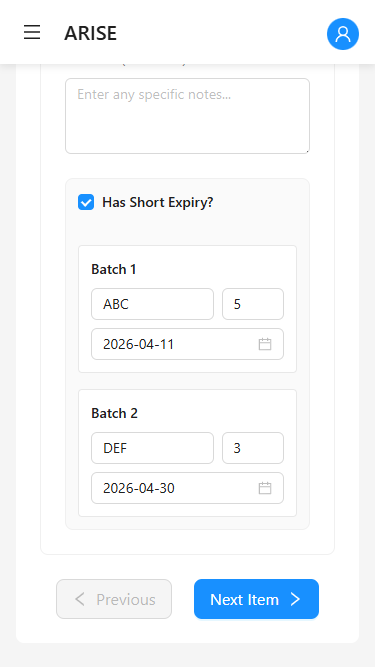 ARISE
Enter any specific notes...
Has Short Expiry?
Batch 1
ABC 5
2026-04-11
Batch 2
DEF 3
2026-04-30
Previous Next Item